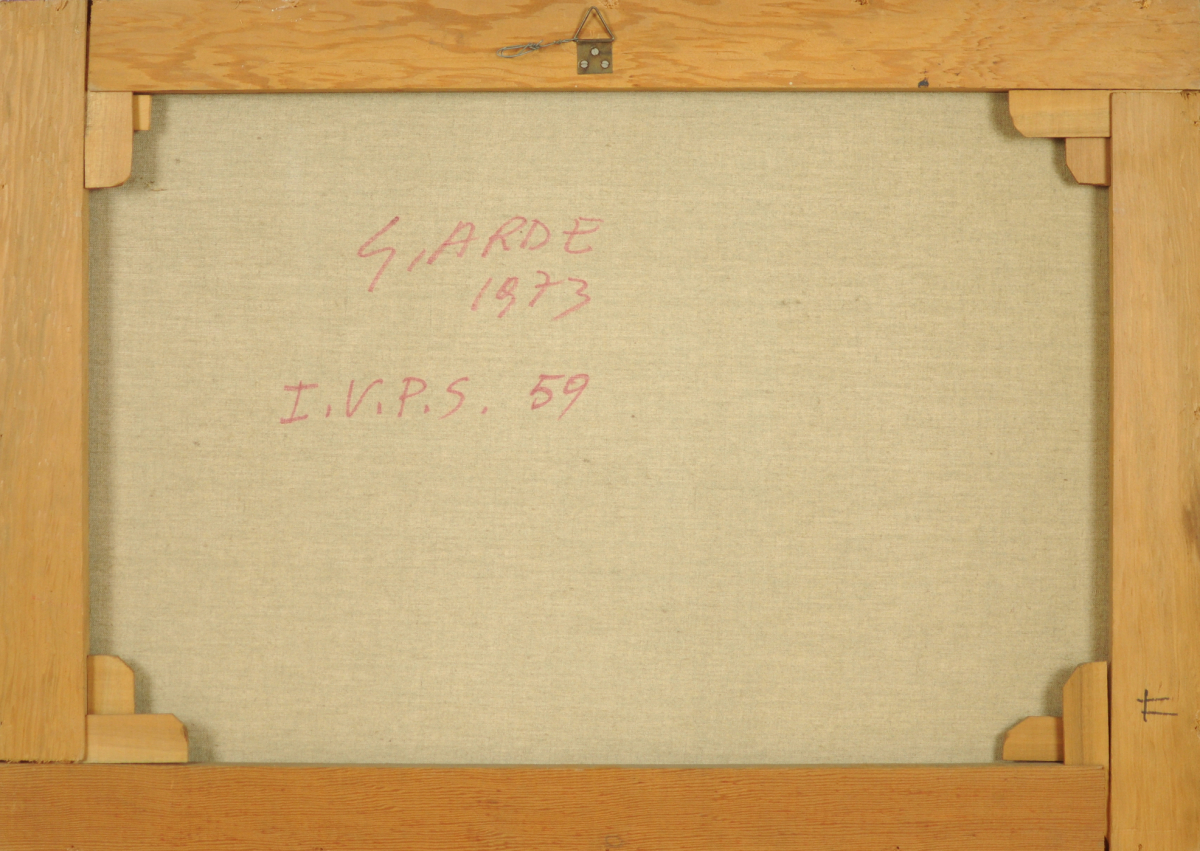 G. ARDE
1973
I.V.P.S. 59